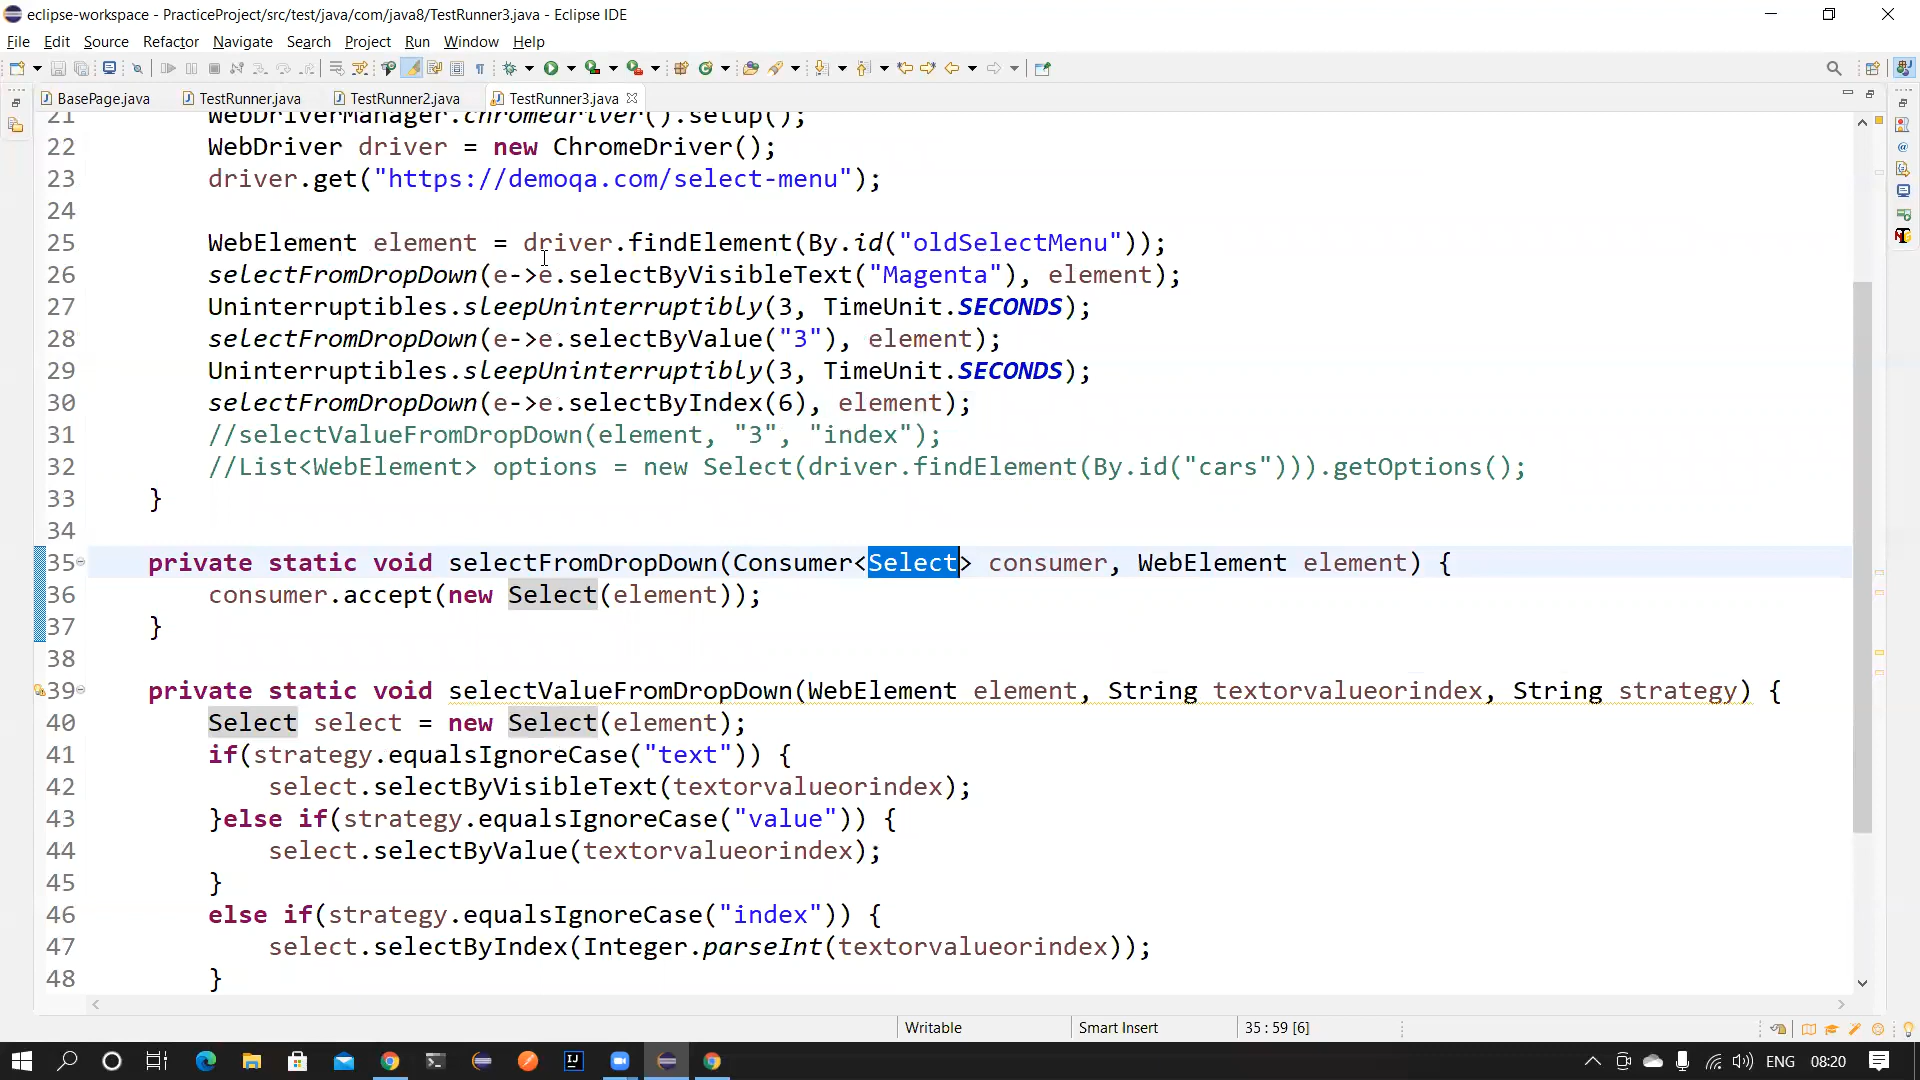 eclipse-workspace - PracticeProject/src/test/java/com/java8/TestRunner3.java - Eclipse IDE
File Edit Source Refactor Navigate Search Project Run Window Help
BasePage.java TestRunner.java TestRunner2.java TestRunner3.java
21 WebDriverManager.chromedriver().setup();
22 WebDriver driver = new ChromeDriver();
23 driver.get("https://demoqa.com/select-menu");
24
25 WebElement element = driver.findElement(By.id("oldSelectMenu"));
26 selectFromDropDown(e->e.selectByVisibleText("Magenta"), element);
27 Uninterruptibles.sleepUninterruptibly(3, TimeUnit.SECONDS);
28 selectFromDropDown(e->e.selectByValue("3"), element);
29 Uninterruptibles.sleepUninterruptibly(3, TimeUnit.SECONDS);
30 selectFromDropDown(e->e.selectByIndex(6), element);
31 //selectValueFromDropDown(element, "3", "index");
32 //List<WebElement> options = new Select(driver.findElement(By.id("cars"))).getOptions();
33 }
34
35 private static void selectFromDropDown(Consumer<Select> consumer, WebElement element) {
36 consumer.accept(new Select(element));
37 }
38
39 private static void selectValueFromDropDown(WebElement element, String textorvalueorindex, String strategy) {
40 Select select = new Select(element);
41 if(strategy.equalsIgnoreCase("text")) {
42 select.selectByVisibleText(textorvalueorindex);
43 }else if(strategy.equalsIgnoreCase("value")) {
44 select.selectByValue(textorvalueorindex);
45 }
46 else if(strategy.equalsIgnoreCase("index")) {
47 select.selectByIndex(Integer.parseInt(textorvalueorindex));
48 }
Writable Smart Insert 35 : 59 [6]
ENG 08:20